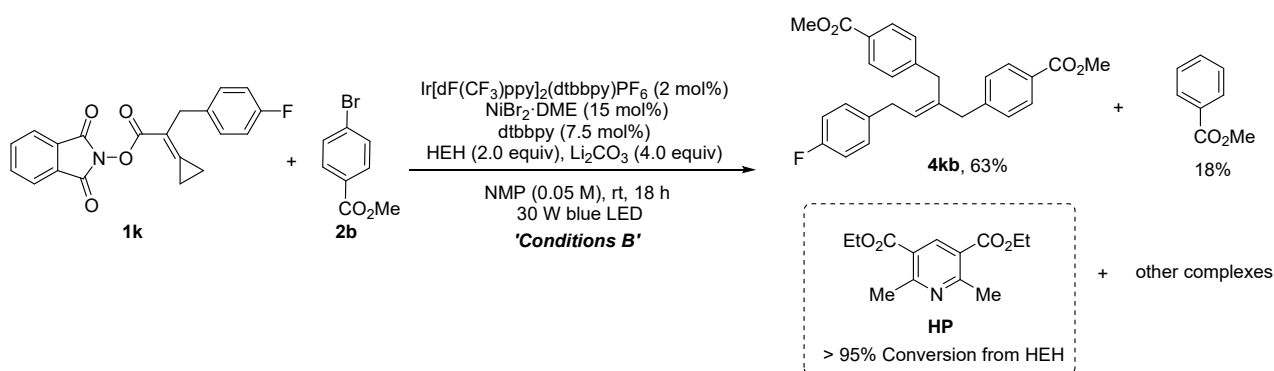 O
N
O
O
O
F
1k
+
Br
CO₂Me
2b
Ir[dF(CF₃)ppy]₂(dtbbpy)PF₆ (2 mol%)
NiBr₂·DME (15 mol%)
dtbbpy (7.5 mol%)
HEH (2.0 equiv), Li₂CO₃ (4.0 equiv)
NMP (0.05 M), rt, 18 h
30 W blue LED
'Conditions B'
MeO₂C
CO₂Me
F
4kb, 63%
+
CO₂Me
18%
EtO₂C
CO₂Et
Me
N
Me
HP
> 95% Conversion from HEH
+
other complexes